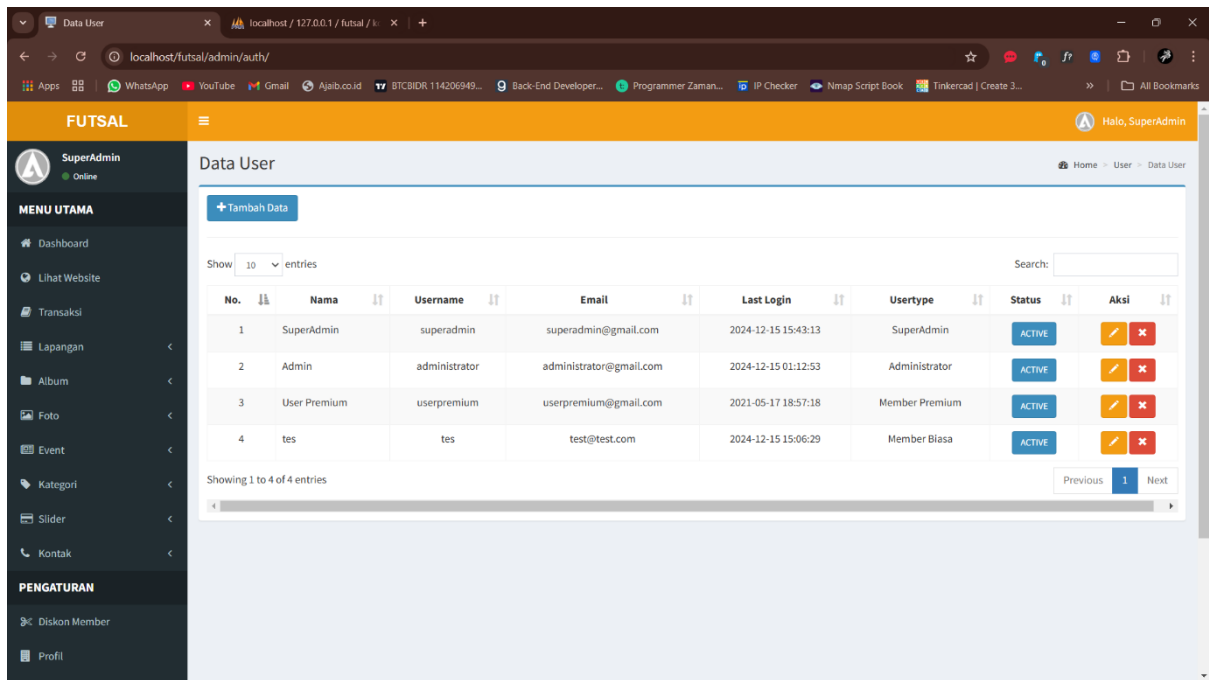 Data User
localhost / 127.0.0.1 / futsal /
localhost/futsal/admin/auth/
Apps WhatsApp YouTube Gmail Ajaib.co.id BTCBIDR 114206949... Back-End Developer... Programmer Zaman... IP Checker Nmap Script Book Tinkercad | Create 3... » All Bookmarks
FUTSAL
Halo, SuperAdmin
SuperAdmin
Online
Data User
Home > User > Data User
MENU UTAMA
Dashboard
Lihat Website
Transaksi
Lapangan
Album
Foto
Event
Kategori
Slider
Kontak
PENGATURAN
Diskon Member
Profil
Tambah Data
Show 10 entries
Search:
No. Nama Username Email Last Login Usertype Status Aksi
1 SuperAdmin superadmin superadmin@gmail.com 2024-12-15 15:43:13 SuperAdmin ACTIVE
2 Admin administrator administrator@gmail.com 2024-12-15 01:12:53 Administrator ACTIVE
3 User Premium userpremium userpremium@gmail.com 2021-05-17 18:57:18 Member Premium ACTIVE
4 tes tes test@test.com 2024-12-15 15:06:29 Member Biasa ACTIVE
Showing 1 to 4 of 4 entries
Previous 1 Next